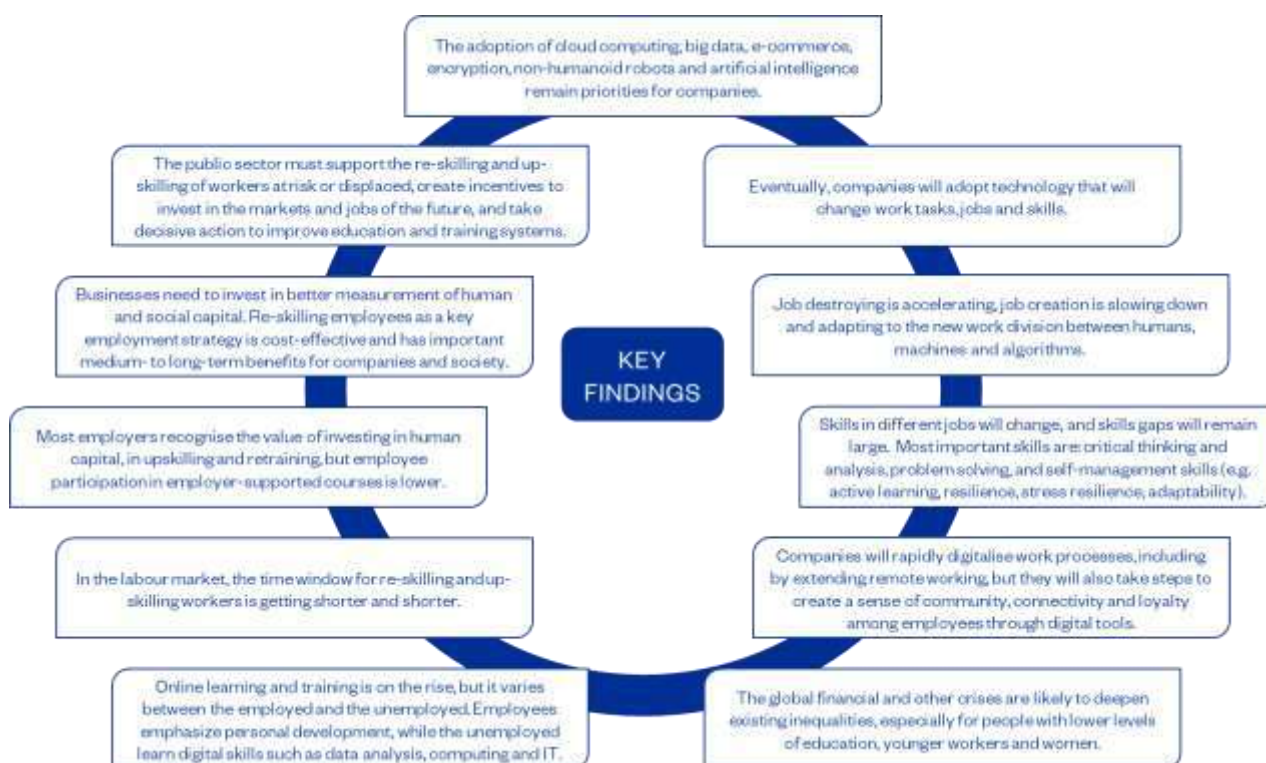 The adoption of cloud computing, big data, e-commerce,
encryption, non-humanoid robots and artificial intelligence
remain priorities for companies.
Eventually, companies will adopt technology that will
change work tasks, jobs and skills.
Job destroying is accelerating, job creation is slowing down
and adapting to the new work division between humans,
machines and algorithms.
Skills in different jobs will change, and skills gaps will remain
large. Most important skills are: critical thinking and
analysis, problem solving, and self-management skills (e.g.
active learning, resilience, stress resilience, adaptability).
Companies will rapidly digitalise work processes, including
by extending remote working, but they will also take steps to
create a sense of community, connectivity and loyalty
among employees through digital tools.
The global financial and other crises are likely to deepen
existing inequalities, especially for people with lower levels
of education, younger workers and women.
Online learning and training is on the rise, but it varies
between the employed and the unemployed. Employees
emphasize personal development, while the unemployed
learn digital skills such as data analysis, computing and IT.
In the labour market, the time window for re-skilling and up-
skilling workers is getting shorter and shorter.
Most employers recognise the value of investing in human
capital, in upskilling and retraining, but employee
participation in employer-supported courses is lower.
Businesses need to invest in better measurement of human
and social capital. Re-skilling employees as a key
employment strategy is cost-effective and has important
medium- to long-term benefits for companies and society.
The public sector must support the re-skilling and up-
skilling of workers at risk or displaced, create incentives to
invest in the markets and jobs of the future, and take
decisive action to improve education and training systems.
KEY
FINDINGS